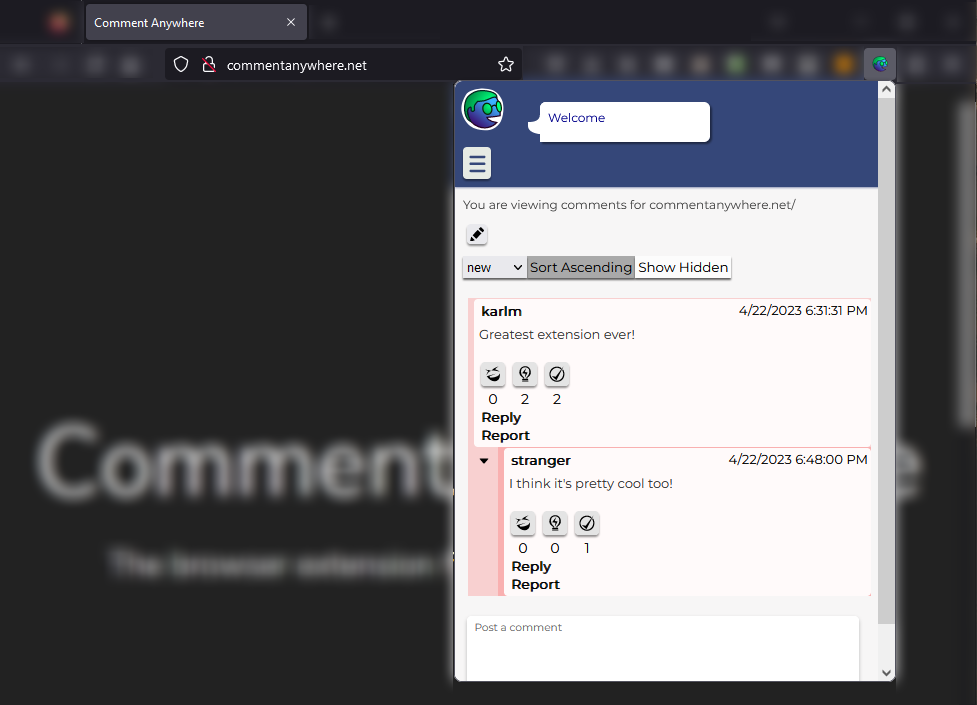 Comment Anywhere
commentanywhere.net
Welcome
You are viewing comments for commentanywhere.net/
new Sort Ascending Show Hidden
karlm 4/22/2023 6:31:31 PM
Greatest extension ever!
0 2 2
Reply
Report
stranger 4/22/2023 6:48:00 PM
I think it's pretty cool too!
0 0 1
Reply
Report
Post a comment
Comment e
The browser extension